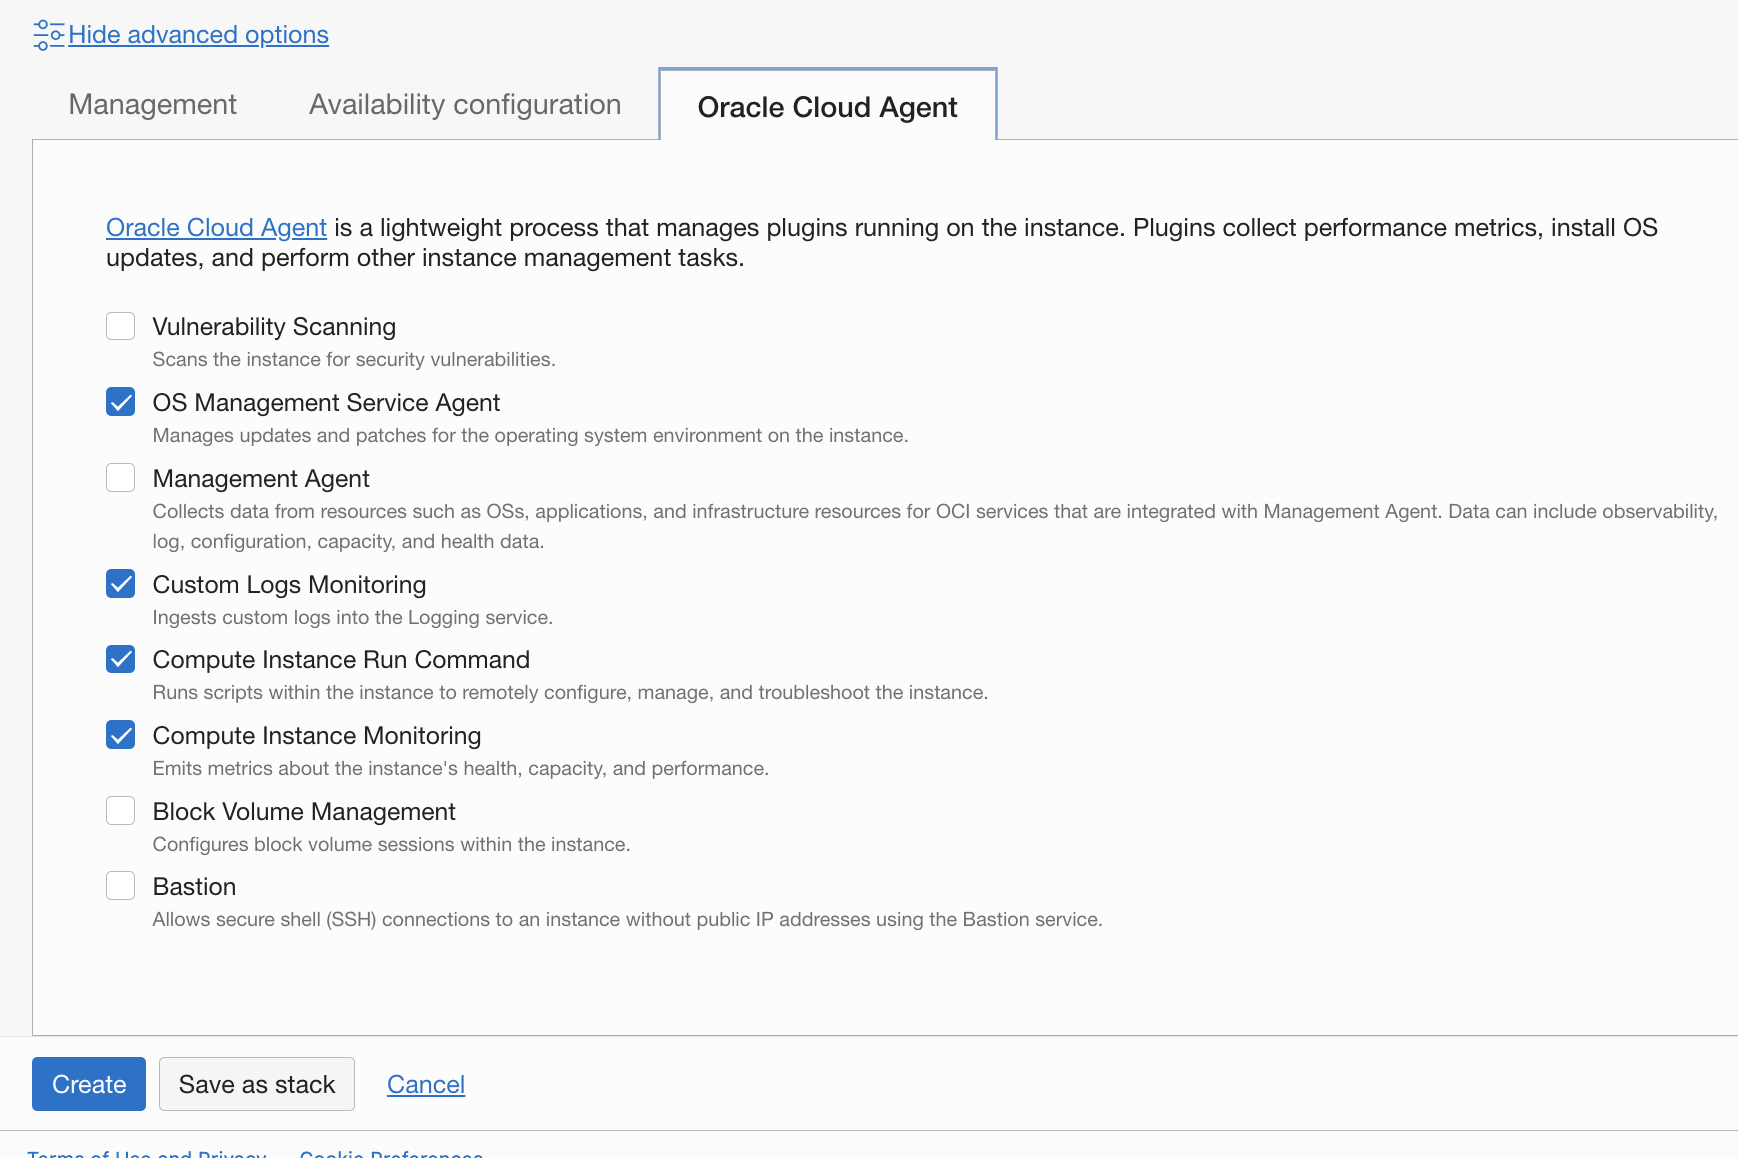 Hide advanced options
Management Availability configuration Oracle Cloud Agent
Oracle Cloud Agent is a lightweight process that manages plugins running on the instance. Plugins collect performance metrics, install OS
updates, and perform other instance management tasks.
Vulnerability Scanning
Scans the instance for security vulnerabilities.
OS Management Service Agent
Manages updates and patches for the operating system environment on the instance.
Management Agent
Collects data from resources such as OSs, applications, and infrastructure resources for OCI services that are integrated with Management Agent. Data can include observability,
log, configuration, capacity, and health data.
Custom Logs Monitoring
Ingests custom logs into the Logging service.
Compute Instance Run Command
Runs scripts within the instance to remotely configure, manage, and troubleshoot the instance.
Compute Instance Monitoring
Emits metrics about the instance's health, capacity, and performance.
Block Volume Management
Configures block volume sessions within the instance.
Bastion
Allows secure shell (SSH) connections to an instance without public IP addresses using the Bastion service.
Create Save as stack Cancel
Terms of Use and Privacy Cookie Preferences